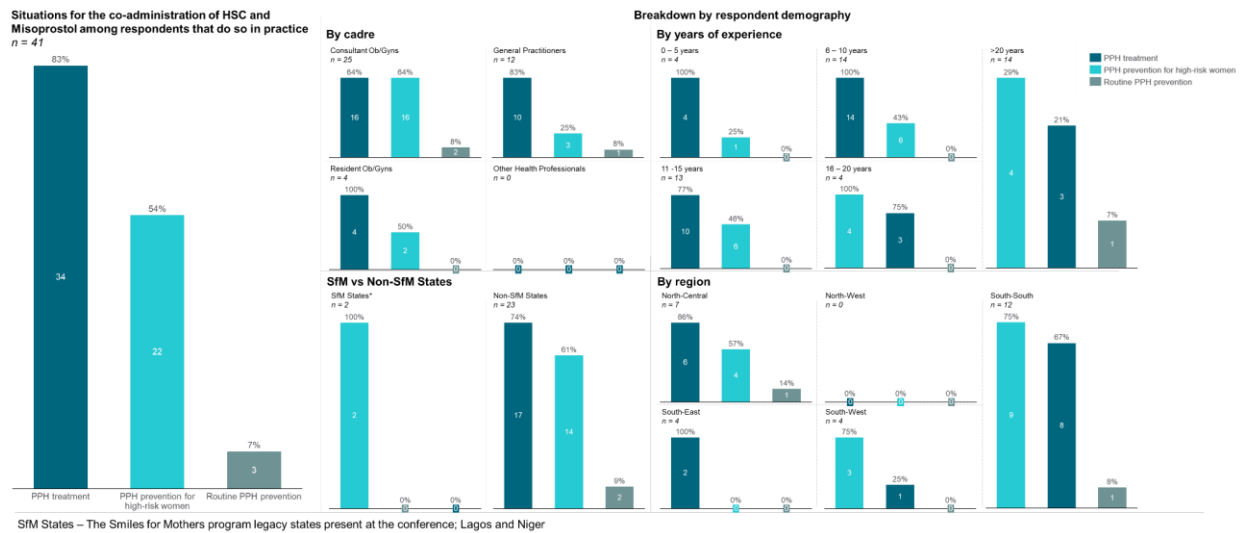 Situations for the co-administration of HSC and
Misoprostol among respondents that do so in practice
n = 41
83%
34
54%
22
7%
3
PPH treatment
PPH prevention for
high-risk women
Routine PPH prevention
Breakdown by respondent demography
By cadre
Consultant Ob/Gyns
n = 25
64%
64%
8%
16
16
2
General Practitioners
n = 12
83%
25%
8%
10
3
1
Resident Ob/Gyns
n = 4
100%
50%
0%
4
2
0
Other Health Professionals
n = 0
0%
0%
0%
0
0
0
By years of experience
0 – 5 years
n = 4
100%
25%
0%
4
1
0
6 – 10 years
n = 14
100%
43%
0%
14
6
0
>20 years
n = 14
29%
21%
7%
4
3
1
11 -15 years
n = 13
77%
46%
0%
10
6
0
16 – 20 years
n = 4
100%
75%
0%
4
3
0
PPH treatment
PPH prevention for high-risk women
Routine PPH prevention
SfM vs Non-SfM States
SfM States*
n = 2
100%
0%
0%
2
0
0
Non-SfM States
n = 23
74%
61%
9%
17
14
2
By region
North-Central
n = 7
86%
57%
14%
6
4
1
North-West
n = 0
0%
0%
0%
0
0
0
South-South
n = 12
75%
67%
8%
9
8
1
South-East
n = 4
100%
0%
0%
2
0
0
South-West
n = 4
75%
25%
0%
3
1
0
SfM States – The Smiles for Mothers program legacy states present at the conference; Lagos and Niger